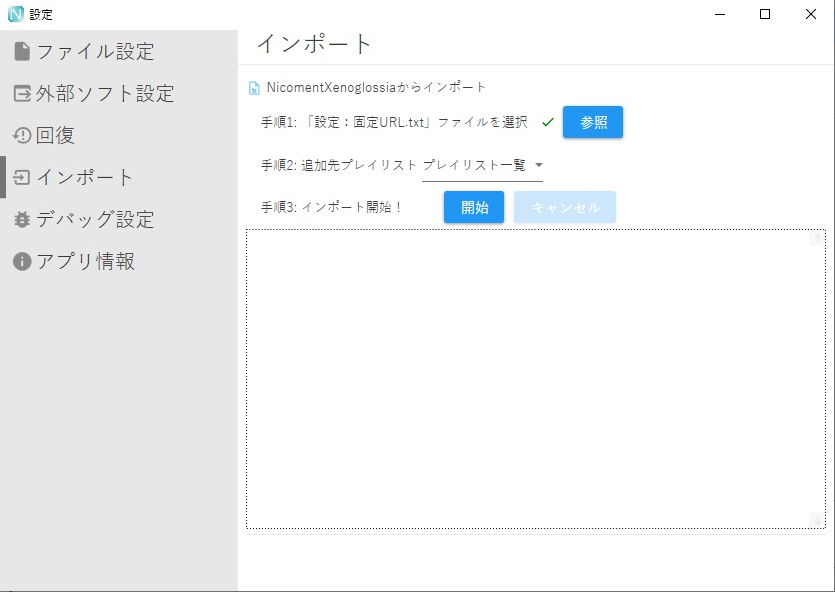 設定
ファイル設定
外部ソフト設定
回復
インポート
デバッグ設定
アプリ情報
インポート
NicomentXenoglossiaからインポート
手順1: 「設定：固定URL.txt」ファイルを選択 参照
手順2: 追加先プレイリスト プレイリスト一覧
手順3: インポート開始！ 開始 キャンセル